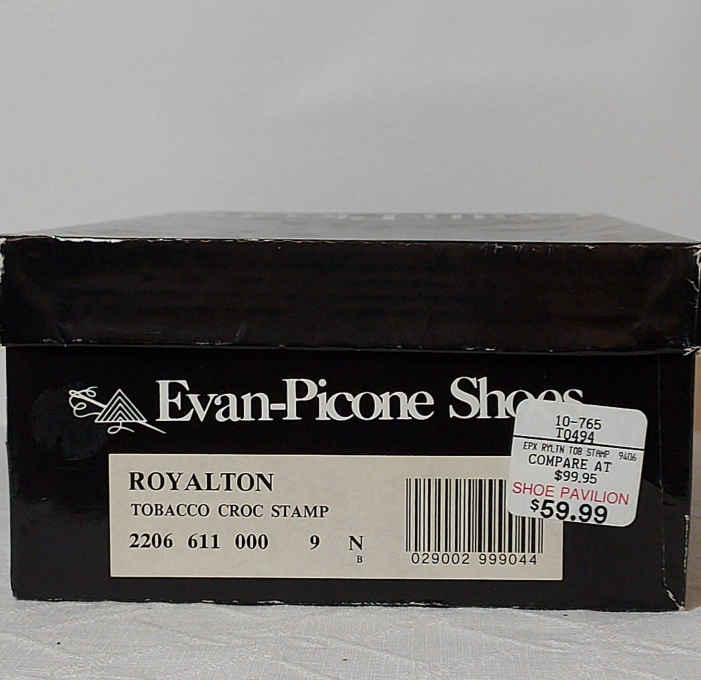 Evan-Picone Shoes
ROYALTON
TOBACCO CROC STAMP
2206 611 000 9 N
B
029002 999044
10-765
T0494
EPX RYLTN TOB STAMP 9406
COMPARE AT
$99.95
SHOE PAVILION
$59.99